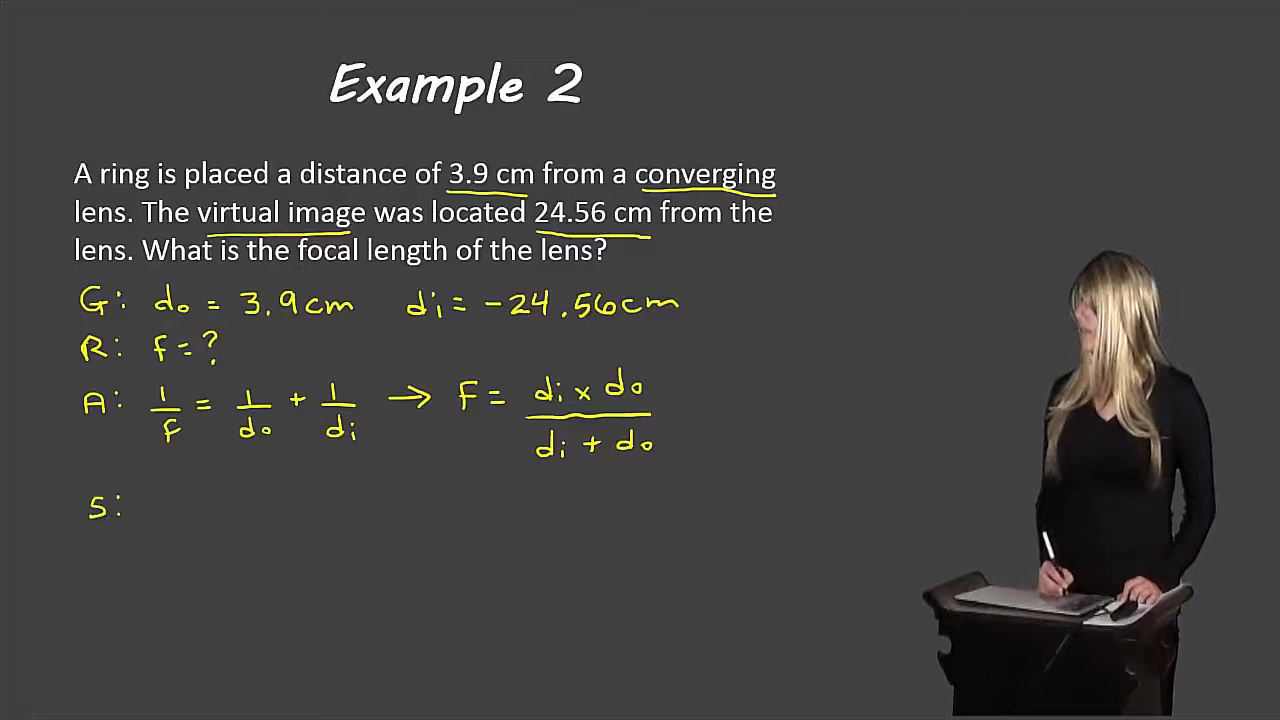 Example 2
A ring is placed a distance of 3.9 cm from a converging
lens. The virtual image was located 24.56 cm from the
lens. What is the focal length of the lens?
G: do = 3.9cm di = -24.56cm
R: f = ?
A: 1/f = 1/do + 1/di → F = di x do / di + do
S: